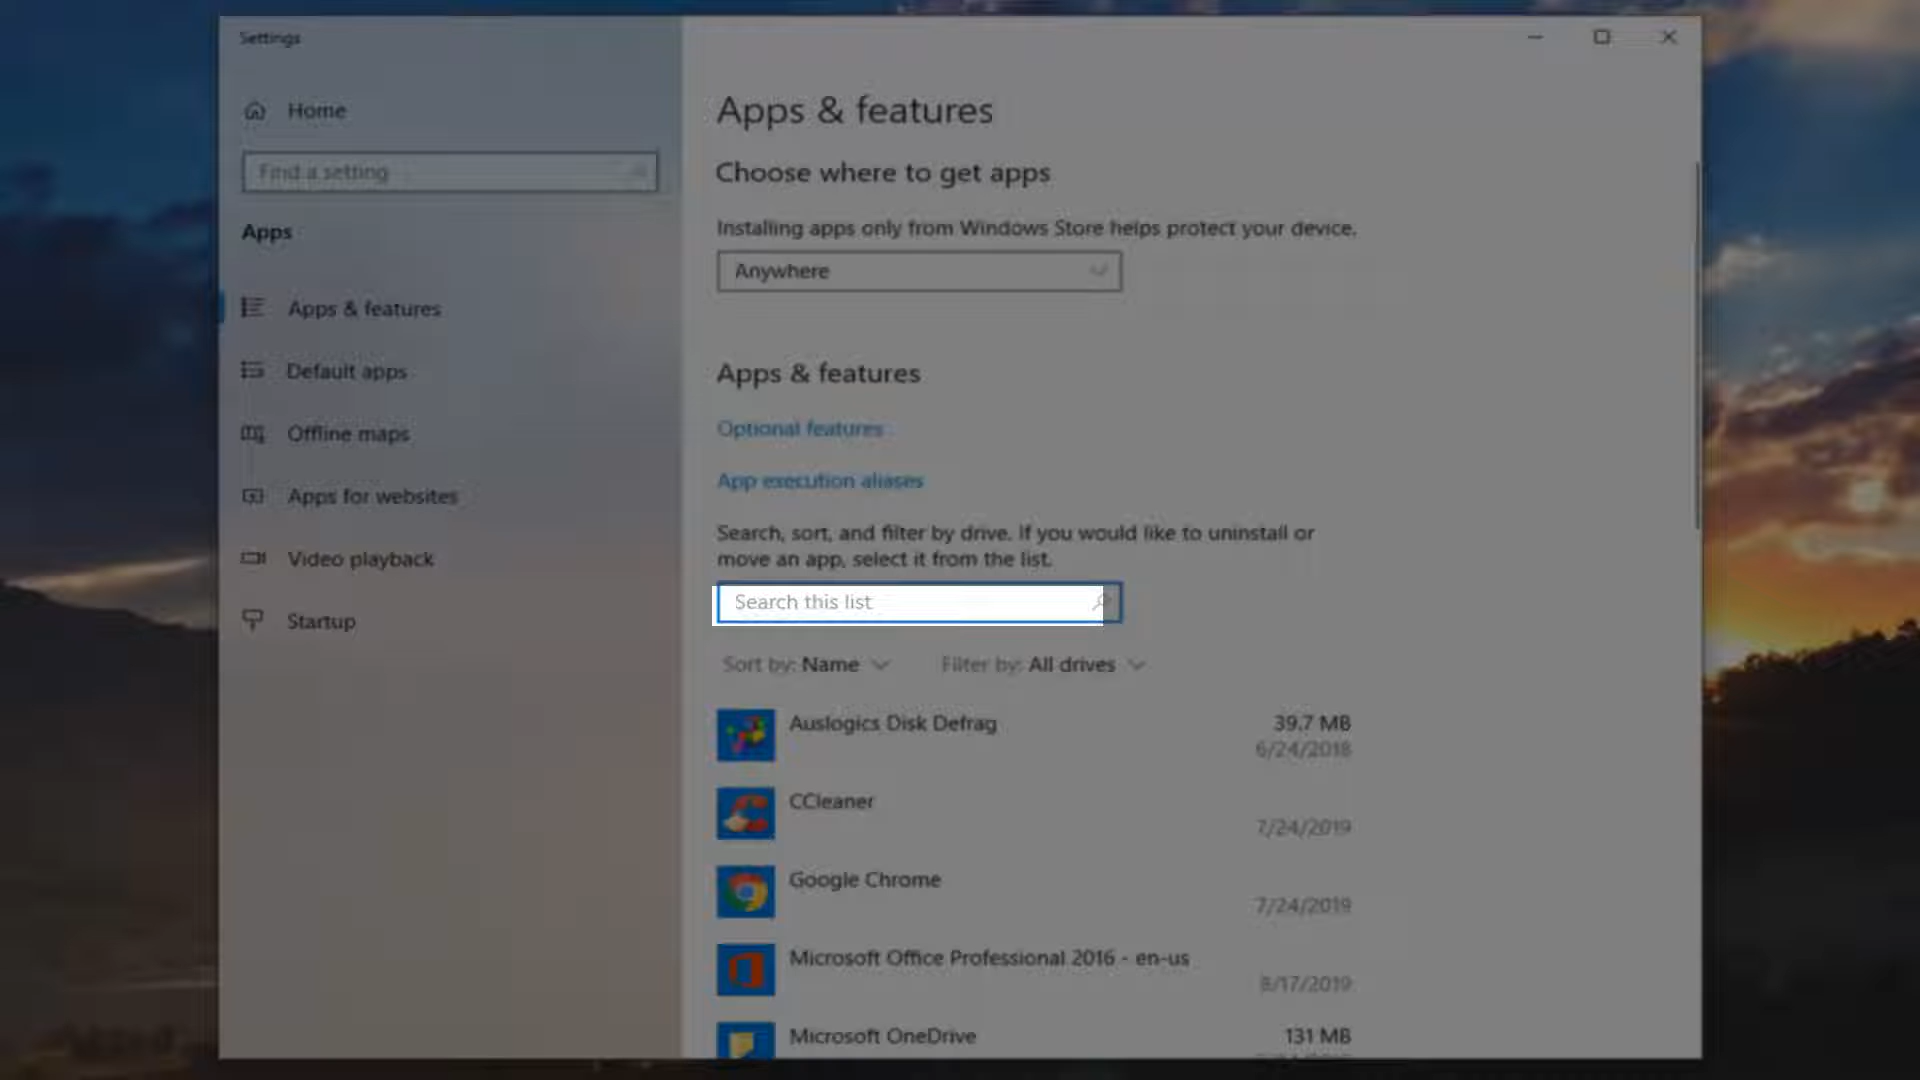 Settings
Home
Find a setting
Apps
Apps & features
Default apps
Offline maps
Apps for websites
Video playback
Startup
Apps & features
Choose where to get apps
Installing apps only from Windows Store helps protect your device.
Anywhere
Apps & features
Optional features
App execution aliases
Search, sort, and filter by drive. If you would like to uninstall or
move an app, select it from the list.
Search this list
Sort by: Name Filter by: All drives
Auslogics Disk Defrag 39.7 MB
6/24/2018
CCleaner
7/24/2019
Google Chrome
7/24/2019
Microsoft Office Professional 2016 - en-us
8/17/2019
Microsoft OneDrive 131 MB